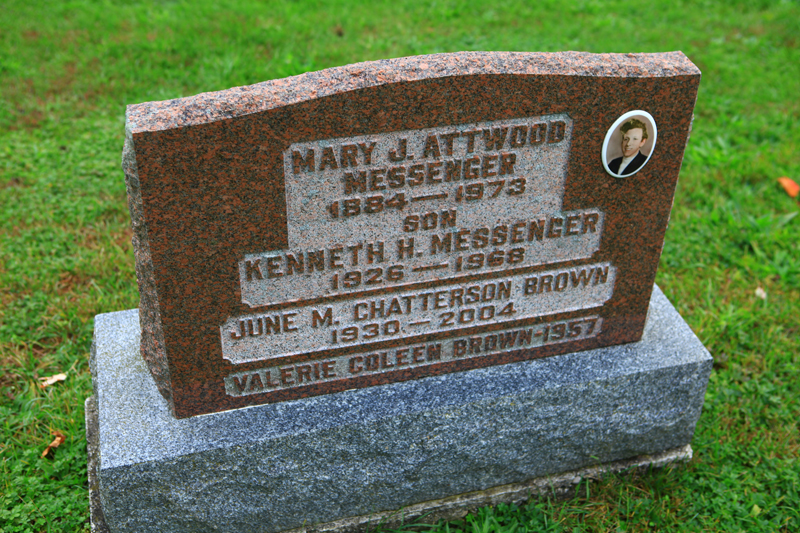 MARY J. ATTWOOD
MESSENGER
1884—1973
SON
KENNETH H. MESSENGER
1926—1968
JUNE M. CHATTERSON BROWN
1930—2004
VALERIE COLEEN BROWN-1957